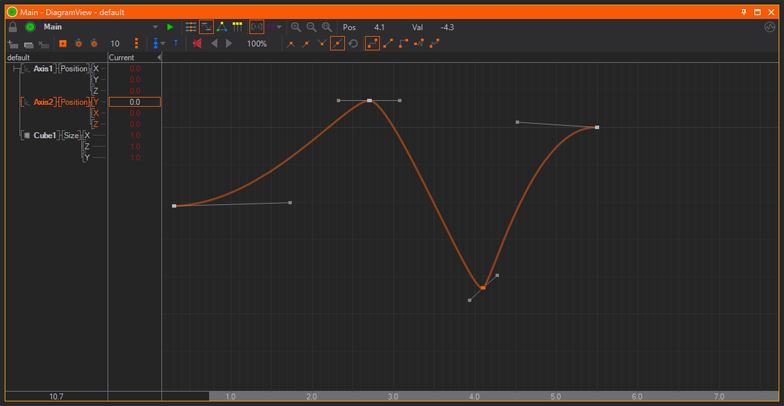 Main - DiagramView - default
Main Pos 4.1 Val -4.3
10 T 100%
default Current
Axis1 Position X 0.0
Y 0.0
Z 0.0
Axis2 Position Y 0.0
X 0.0
Z 0.0
Cube1 Size X 1.0
Z 1.0
Y 1.0
10.7 1.0 2.0 3.0 4.0 5.0 6.0 7.0